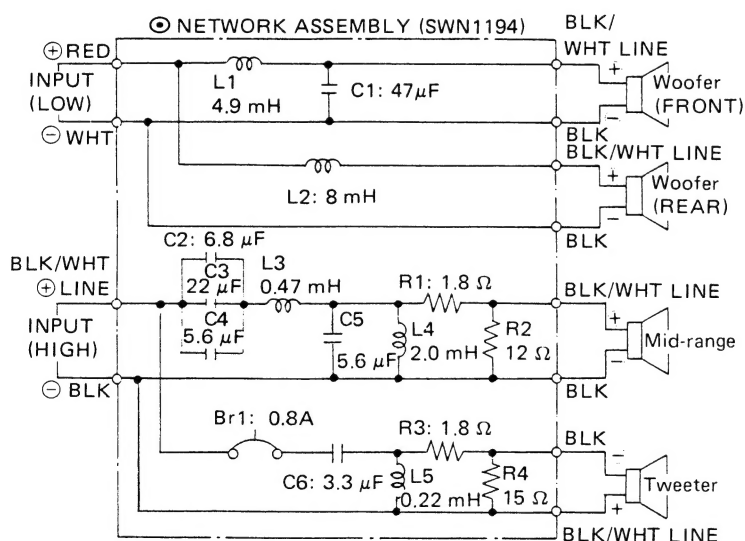 ⊙ NETWORK ASSEMBLY (SWN1194)
BLK/
WHT LINE
⊕ RED
INPUT
(LOW)
⊖ WHT
L1
4.9 mH
C1: 47μF
+
Woofer
(FRONT)
−
BLK
BLK/WHT LINE
L2: 8 mH
+
Woofer
(REAR)
−
BLK
C2: 6.8 μF
C3
22 μF
C4
5.6 μF
L3
0.47 mH
BLK/WHT
⊕ LINE
INPUT
(HIGH)
⊖ BLK
C5
5.6 μF
L4
2.0 mH
R1: 1.8 Ω
R2
12 Ω
BLK/WHT LINE
+
Mid-range
−
BLK
Br1: 0.8A
C6: 3.3 μF
L5
0.22 mH
R3: 1.8 Ω
R4
15 Ω
BLK
−
Tweeter
+
BLK/WHT LINE